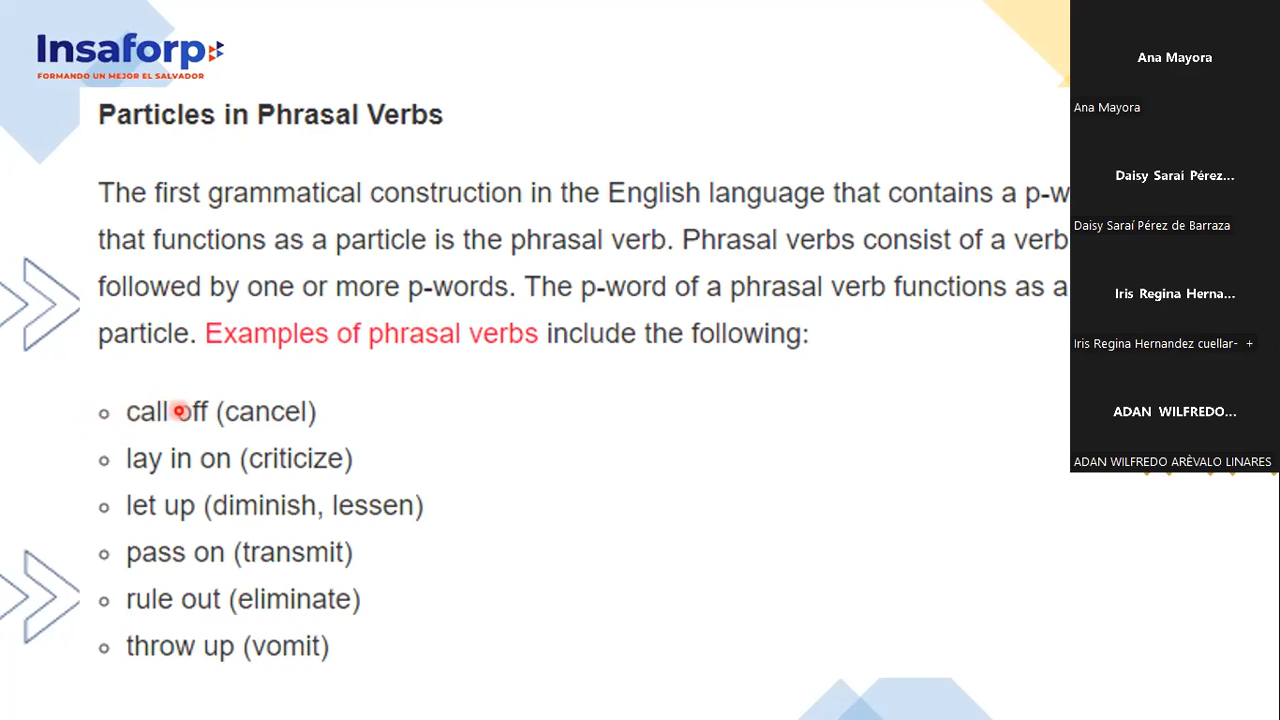 Insaforp
FORMANDO UN MEJOR EL SALVADOR
Particles in Phrasal Verbs
The first grammatical construction in the English language that contains a p-w
that functions as a particle is the phrasal verb. Phrasal verbs consist of a verb
followed by one or more p-words. The p-word of a phrasal verb functions as a
particle. Examples of phrasal verbs include the following:
call off (cancel)
lay in on (criticize)
let up (diminish, lessen)
pass on (transmit)
rule out (eliminate)
throw up (vomit)
Ana Mayora
Ana Mayora
Daisy Saraí Pérez...
Daisy Saraí Pérez de Barraza
Iris Regina Herna...
Iris Regina Hernandez cuellar- +
ADAN WILFREDO...
ADAN WILFREDO ARÈVALO LINARES